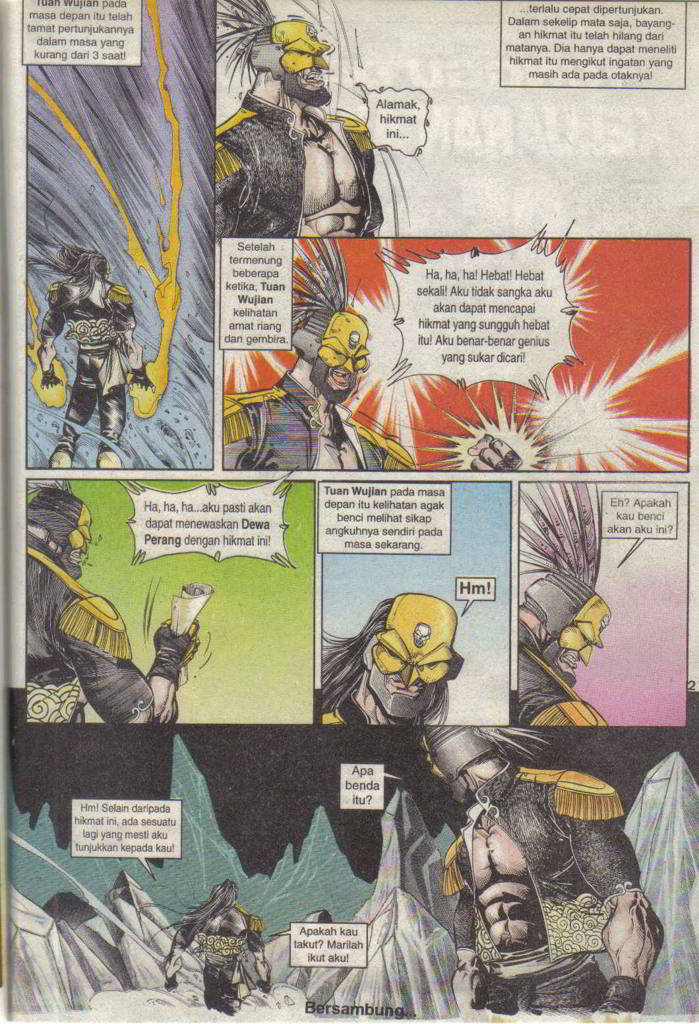 Tuan Wujian pada
masa depan itu telah
tamat pertunjukannya
dalam masa yang
kurang dari 3 saat!
Alamak,
hikmat
ini...
...terlalu cepat dipertunjukan.
Dalam sekelip mata saja, bayang-
an hikmat itu telah hilang dari
matanya. Dia hanya dapat meneliti
hikmat itu mengikut ingatan yang
masih ada pada otaknya!
Setelah
termenung
beberapa
ketika, Tuan
Wujian
kelihatan
amat riang
dan gembira.
Ha, ha, ha! Hebat! Hebat
sekali! Aku tidak sangka aku
akan dapat mencapai
hikmat yang sungguh hebat
itu! Aku benar-benar genius
yang sukar dicari!
Ha, ha, ha...aku pasti akan
dapat menewaskan Dewa
Perang dengan hikmat ini!
Tuan Wujian pada masa
depan itu kelihatan agak
benci melihat sikap
angkuhnya sendiri pada
masa sekarang.
Hm!
Eh? Apakah
kau benci
akan aku ini?
2
Hm! Selain daripada
hikmat ini, ada sesuatu
lagi yang mesti aku
tunjukkan kepada kau!
Apa
benda
itu?
Apakah kau
takut? Marilah
ikut aku!
Bersambung...